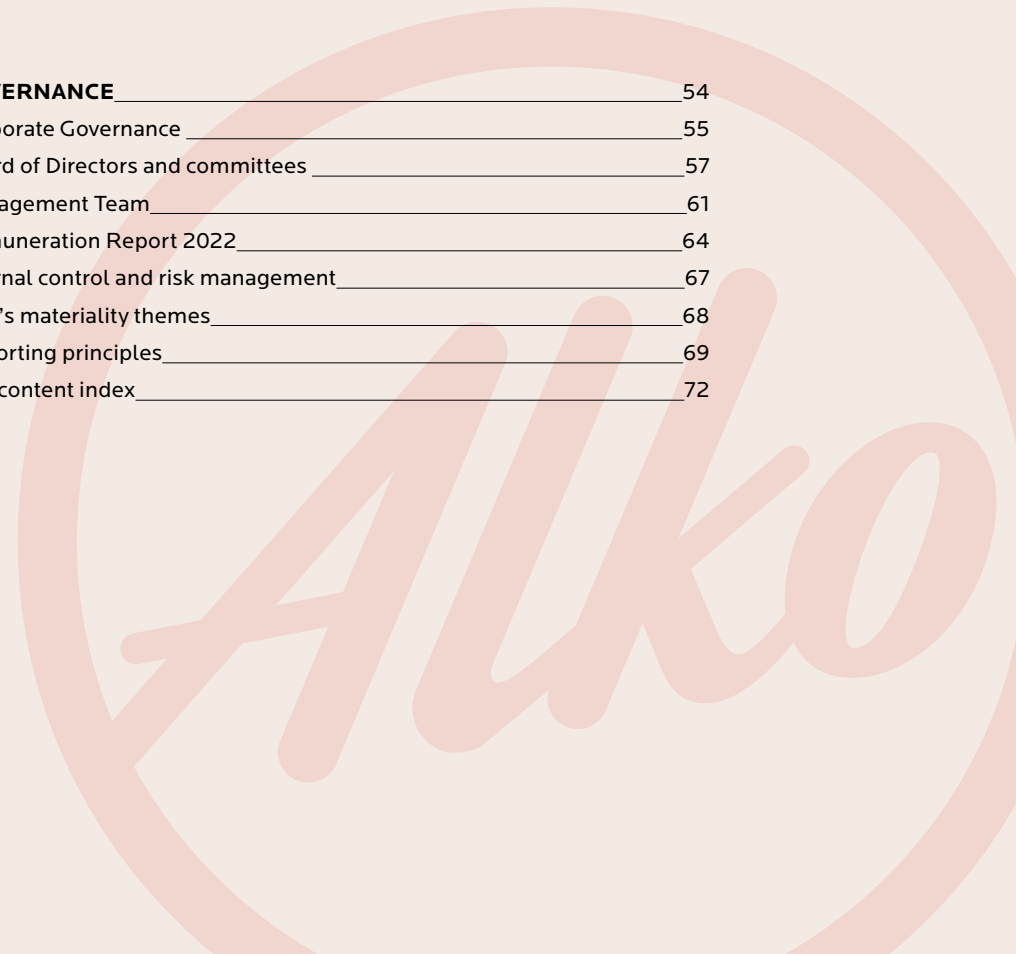 ERNANCE 54
orate Governance 55
rd of Directors and committees 57
agement Team 61
uneration Report 2022 64
rnal control and risk management 67
's materiality themes 68
orting principles 69
content index 72
Alko